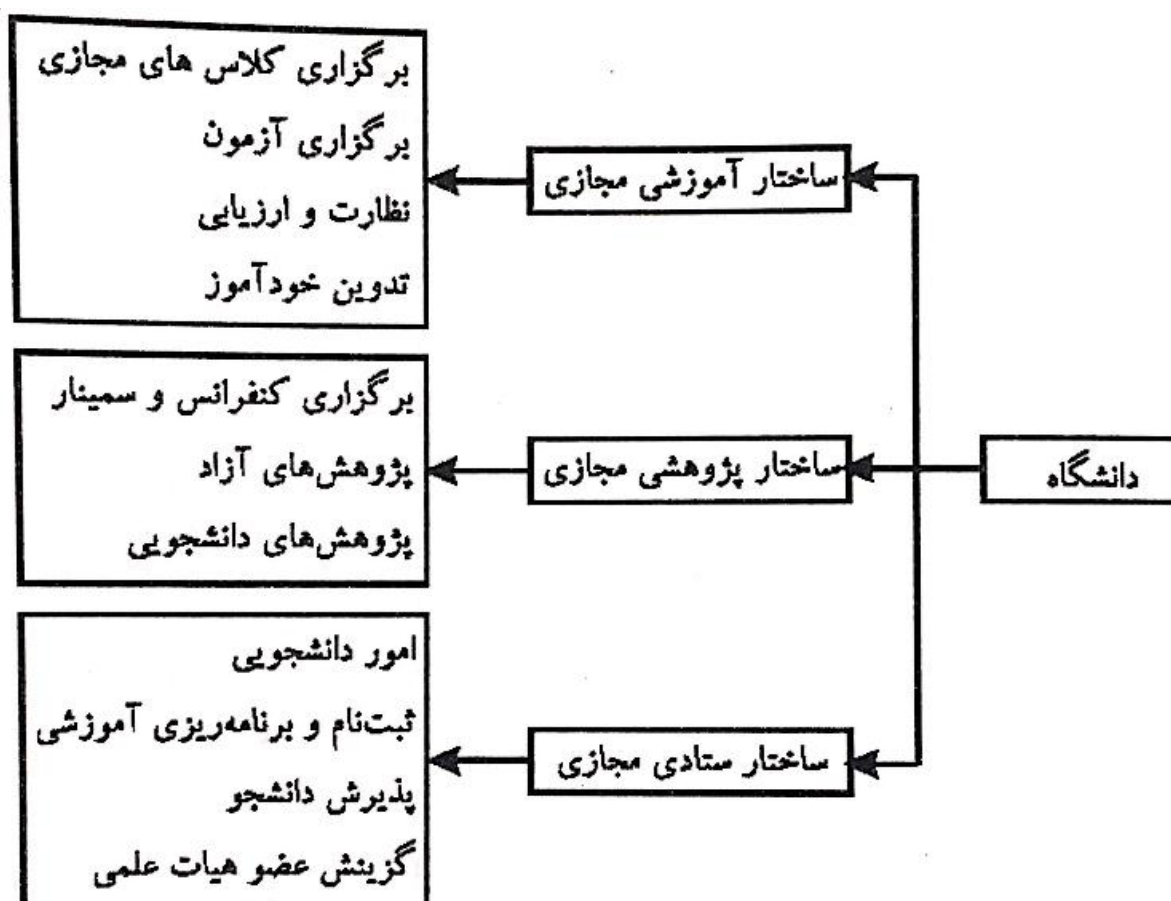 دانشگاه
ساختار آموزشی مجازی
برگزاری کلاس های مجازی
برگزاری آزمون
نظارت و ارزیابی
تدوین خودآموز
ساختار پژوهشی مجازی
برگزاری کنفرانس و سمینار
پژوهش‌های آزاد
پژوهش‌های دانشجویی
ساختار ستادی مجازی
امور دانشجویی
ثبت‌نام و برنامه‌ریزی آموزشی
پذیرش دانشجو
گزینش عضو هیات علمی